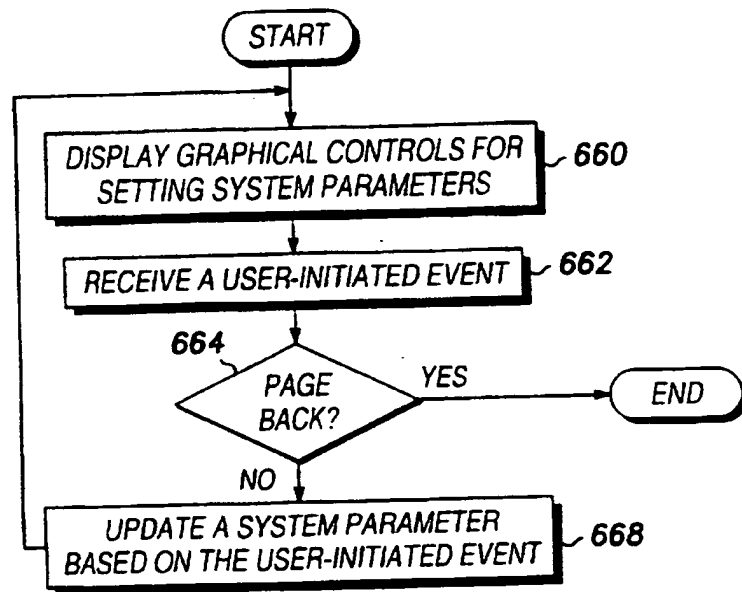 START
DISPLAY GRAPHICAL CONTROLS FOR
SETTING SYSTEM PARAMETERS
660
RECEIVE A USER-INITIATED EVENT
662
664
PAGE
BACK?
YES
END
NO
UPDATE A SYSTEM PARAMETER
BASED ON THE USER-INITIATED EVENT
668